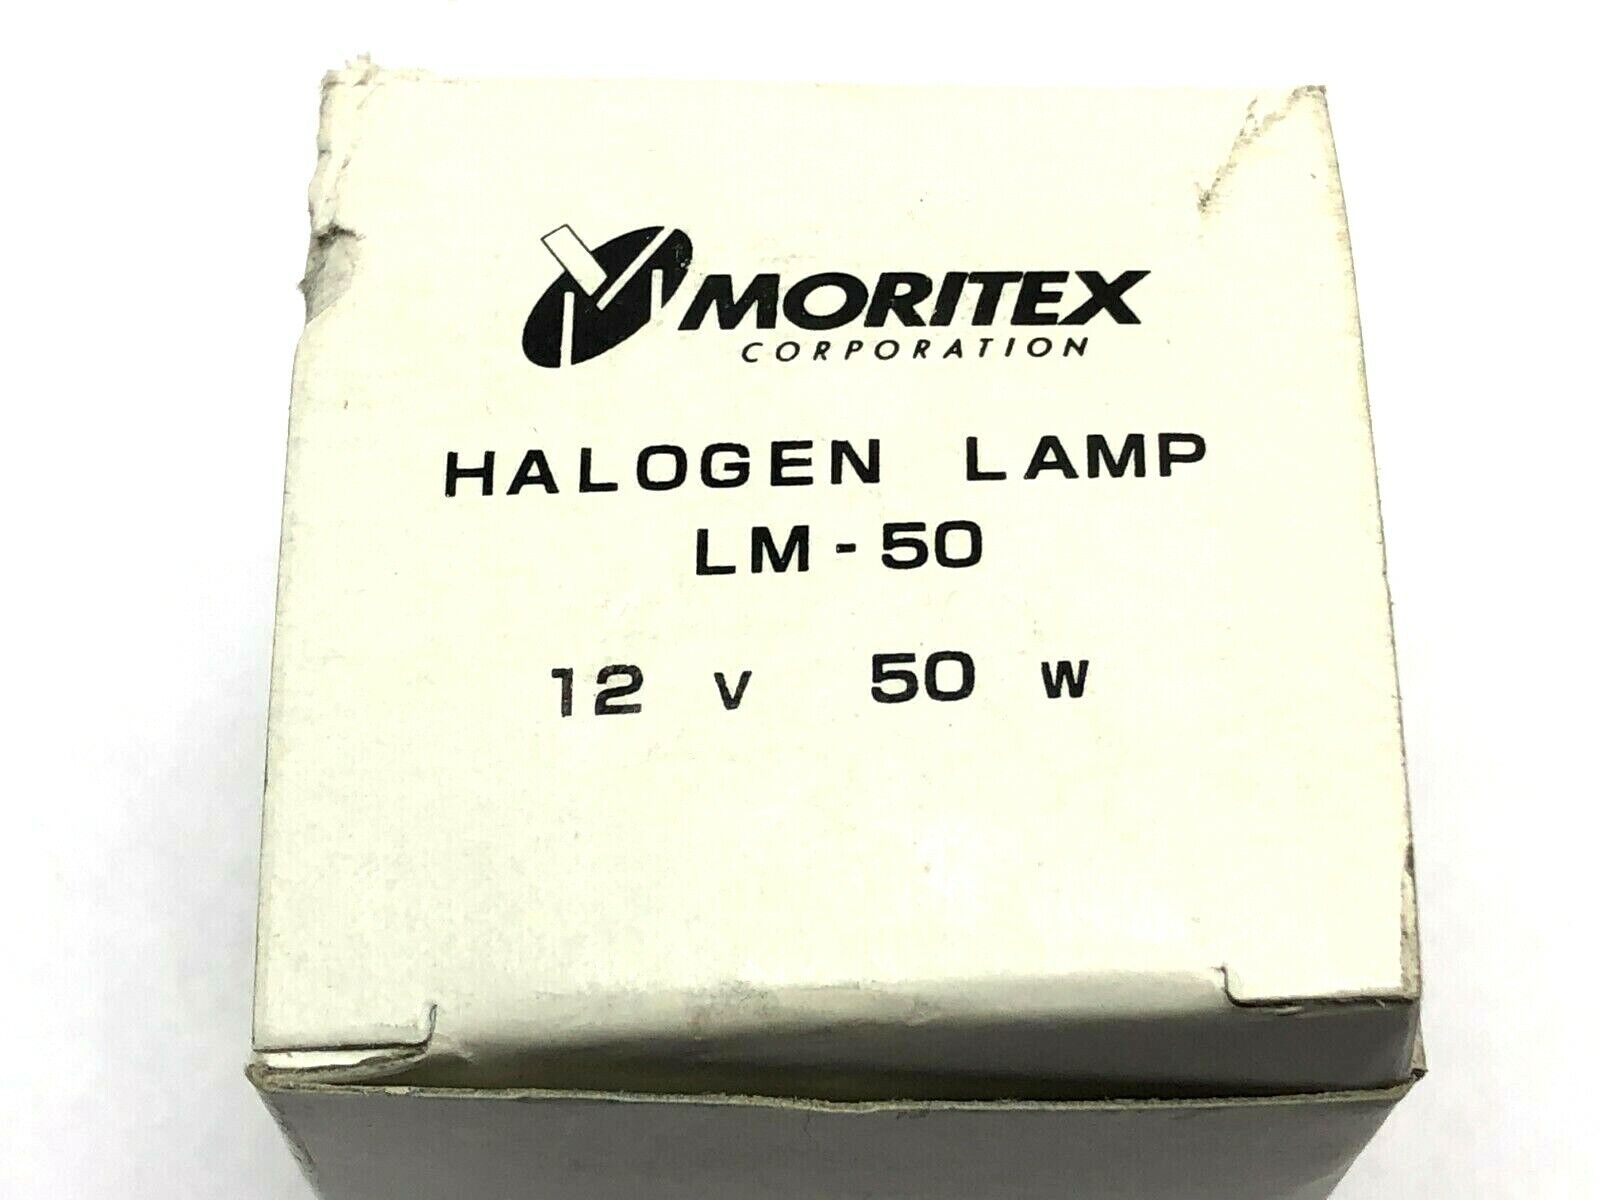 MORITEX
CORPORATION
HALOGEN LAMP
LM-50
12 V 50 W